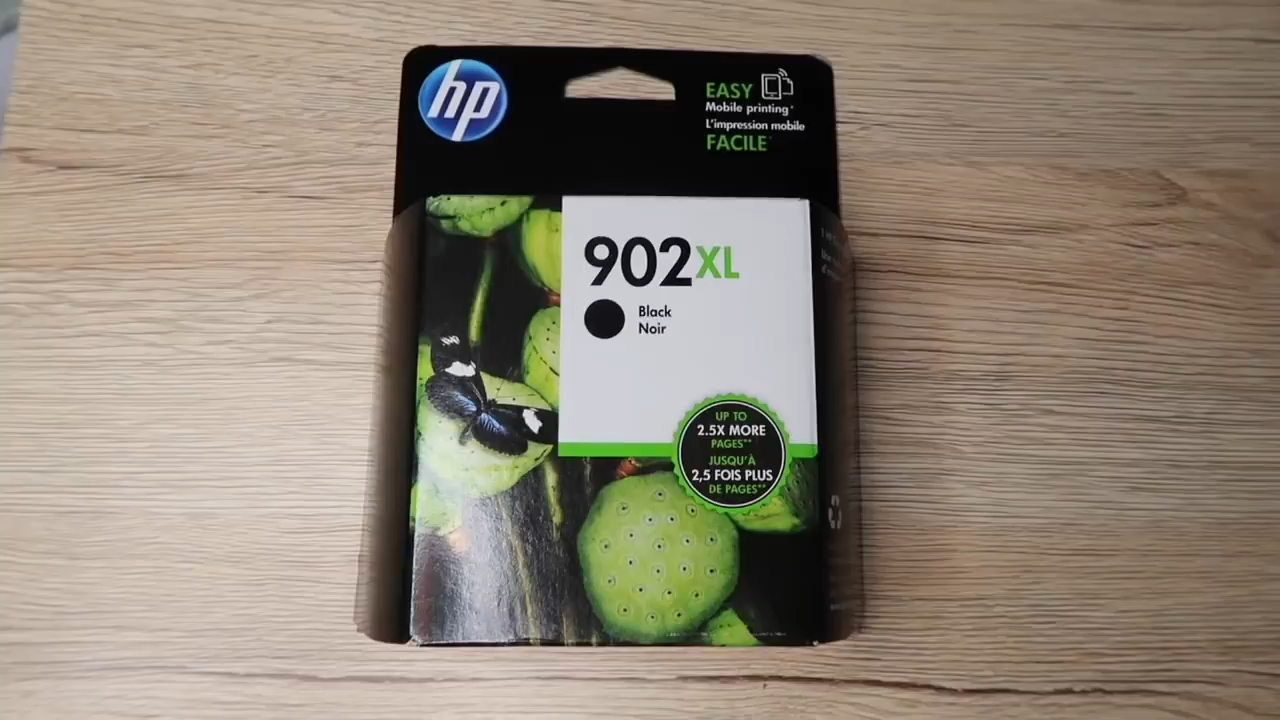 hp
EASY
Mobile printing*
L'impression mobile
FACILE*
902XL
Black
Noir
UP TO
2.5X MORE
PAGES**
JUSQU'À
2,5 FOIS PLUS
DE PAGES**